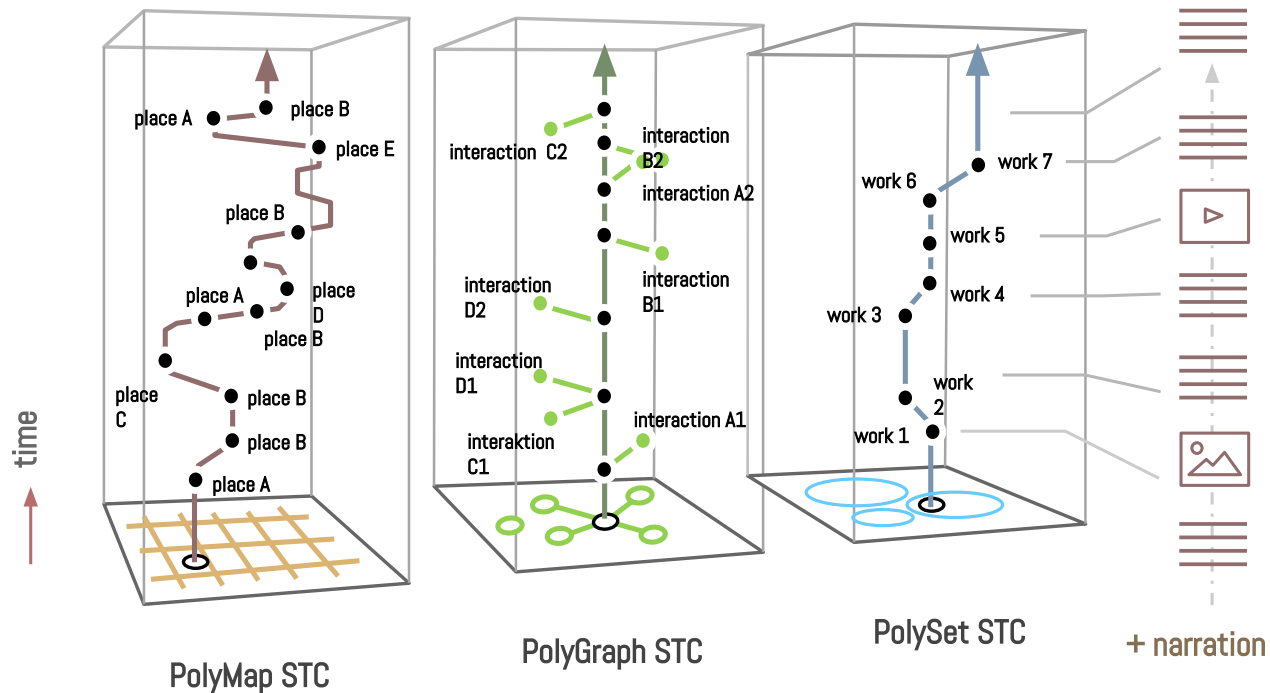 place A
place B
place E
place B
place A
place
D
place B
place
C
place B
place B
place A
time
PolyMap STC
interaction C2
interaction
B2
interaction A2
interaction
B1
interaction
D2
interaction
D1
interaction A1
interaktion
C1
PolyGraph STC
work 7
work 6
work 5
work 4
work 3
work
2
work 1
PolySet STC
+ narration